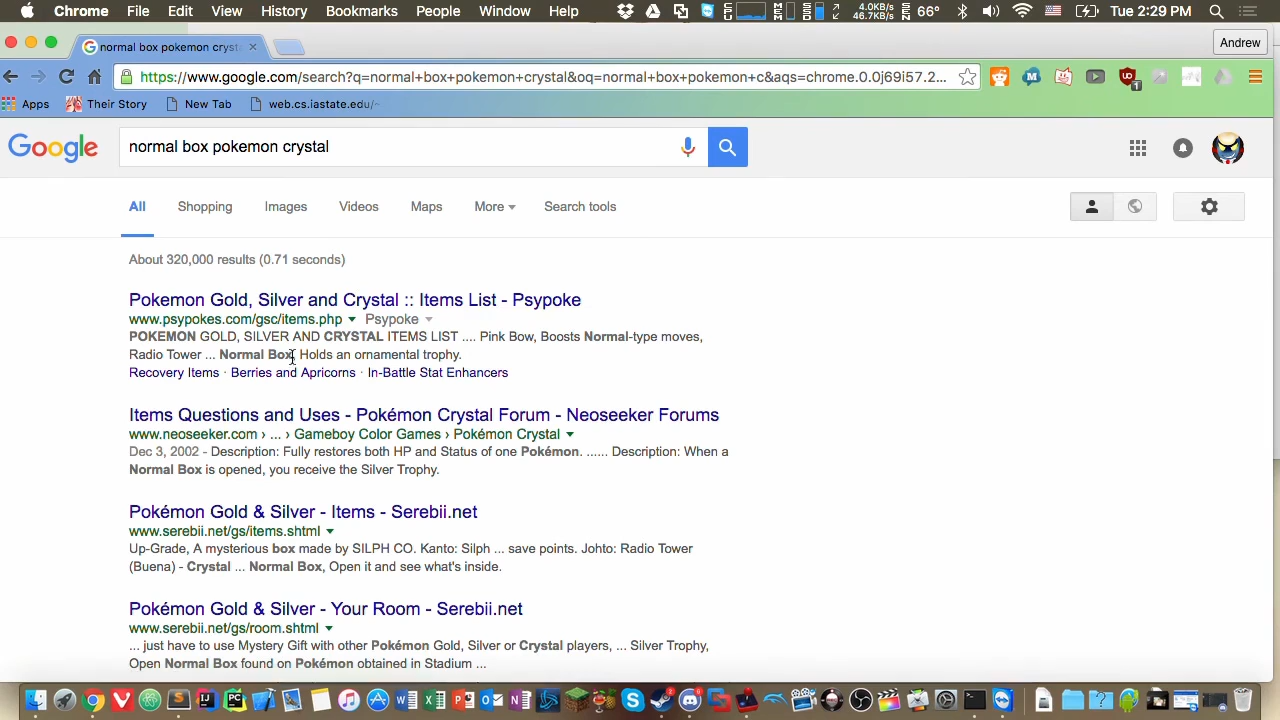 Chrome File Edit View History Bookmarks People Window Help 4.0KB/s 46.7KB/s 66° Tue 2:29 PM
normal box pokemon cryst
Andrew
https://www.google.com/search?q=normal+box+pokemon+crystal&oq=normal+box+pokemon+c&aqs=chrome.0.0j69i57.2...
Apps Their Story New Tab web.cs.iastate.edu/~
Google normal box pokemon crystal
All Shopping Images Videos Maps More Search tools
About 320,000 results (0.71 seconds)
Pokemon Gold, Silver and Crystal :: Items List - Psypoke
www.psypokes.com/gsc/items.php Psypoke
POKEMON GOLD, SILVER AND CRYSTAL ITEMS LIST .... Pink Bow, Boosts Normal-type moves,
Radio Tower ... Normal Box, Holds an ornamental trophy.
Recovery Items · Berries and Apricorns · In-Battle Stat Enhancers
Items Questions and Uses - Pokémon Crystal Forum - Neoseeker Forums
www.neoseeker.com › ... › Gameboy Color Games › Pokémon Crystal
Dec 3, 2002 - Description: Fully restores both HP and Status of one Pokémon. ...... Description: When a
Normal Box is opened, you receive the Silver Trophy.
Pokémon Gold & Silver - Items - Serebii.net
www.serebii.net/gs/items.shtml
Up-Grade, A mysterious box made by SILPH CO. Kanto: Silph ... save points. Johto: Radio Tower
(Buena) - Crystal ... Normal Box, Open it and see what's inside.
Pokémon Gold & Silver - Your Room - Serebii.net
www.serebii.net/gs/room.shtml
... just have to use Mystery Gift with other Pokémon Gold, Silver or Crystal players, ... Silver Trophy,
Open Normal Box found on Pokémon obtained in Stadium ...